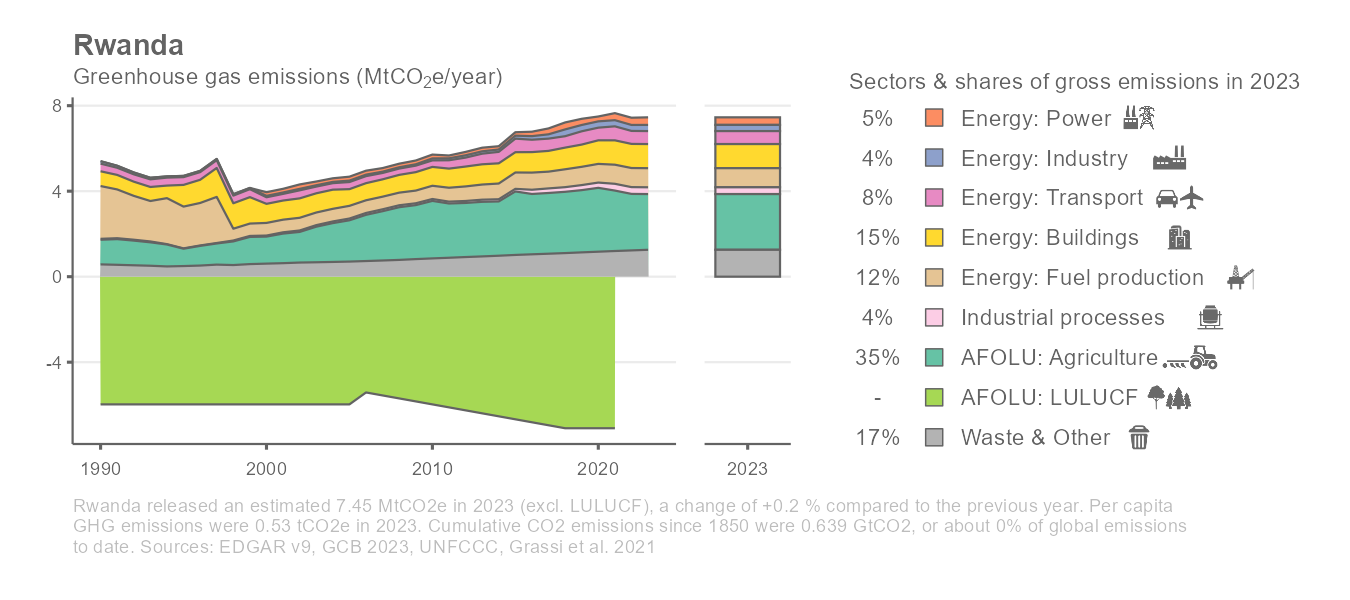 Rwanda
Greenhouse gas emissions (MtCO₂e/year)
Sectors & shares of gross emissions in 2023
8
4
0
-4
1990
2000
2010
2020
2023
5% Energy: Power
4% Energy: Industry
8% Energy: Transport
15% Energy: Buildings
12% Energy: Fuel production
4% Industrial processes
35% AFOLU: Agriculture
- AFOLU: LULUCF
17% Waste & Other
Rwanda released an estimated 7.45 MtCO2e in 2023 (excl. LULUCF), a change of +0.2 % compared to the previous year. Per capita
GHG emissions were 0.53 tCO2e in 2023. Cumulative CO2 emissions since 1850 were 0.639 GtCO2, or about 0% of global emissions
to date. Sources: EDGAR v9, GCB 2023, UNFCCC, Grassi et al. 2021